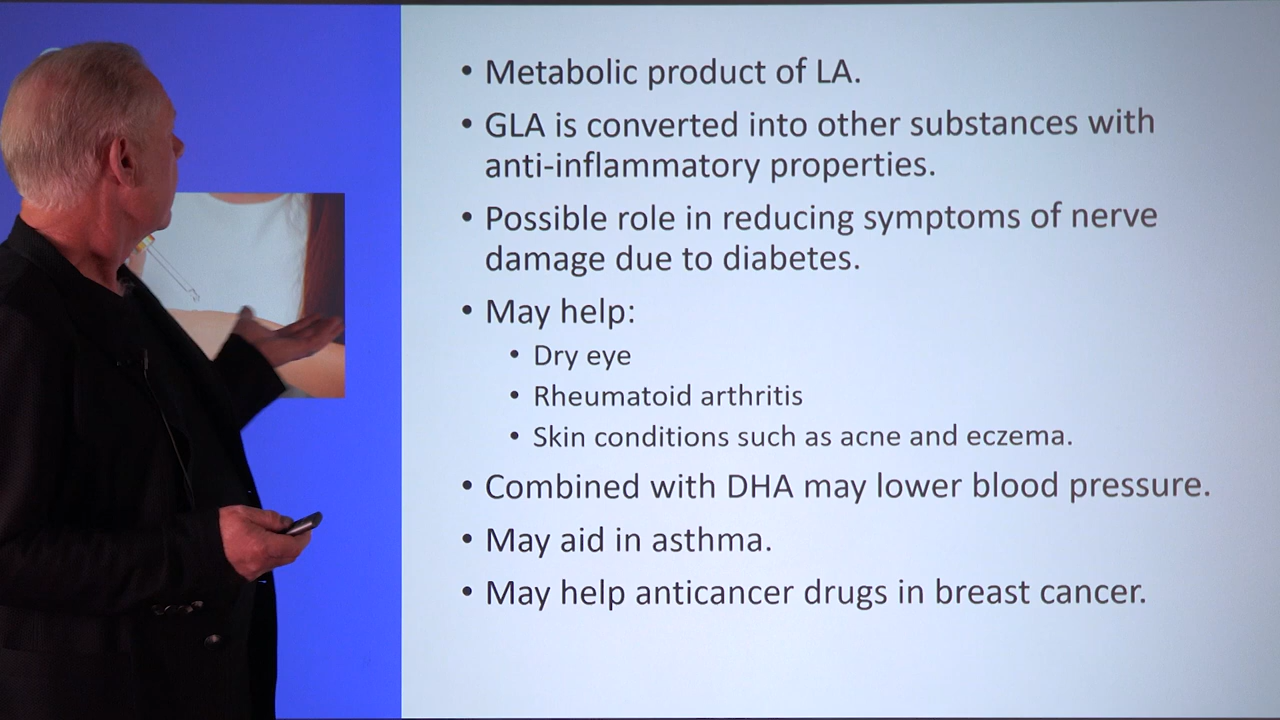 • Metabolic product of LA.
• GLA is converted into other substances with
anti-inflammatory properties.
• Possible role in reducing symptoms of nerve
damage due to diabetes.
• May help:
• Dry eye
• Rheumatoid arthritis
• Skin conditions such as acne and eczema.
• Combined with DHA may lower blood pressure.
• May aid in asthma.
• May help anticancer drugs in breast cancer.